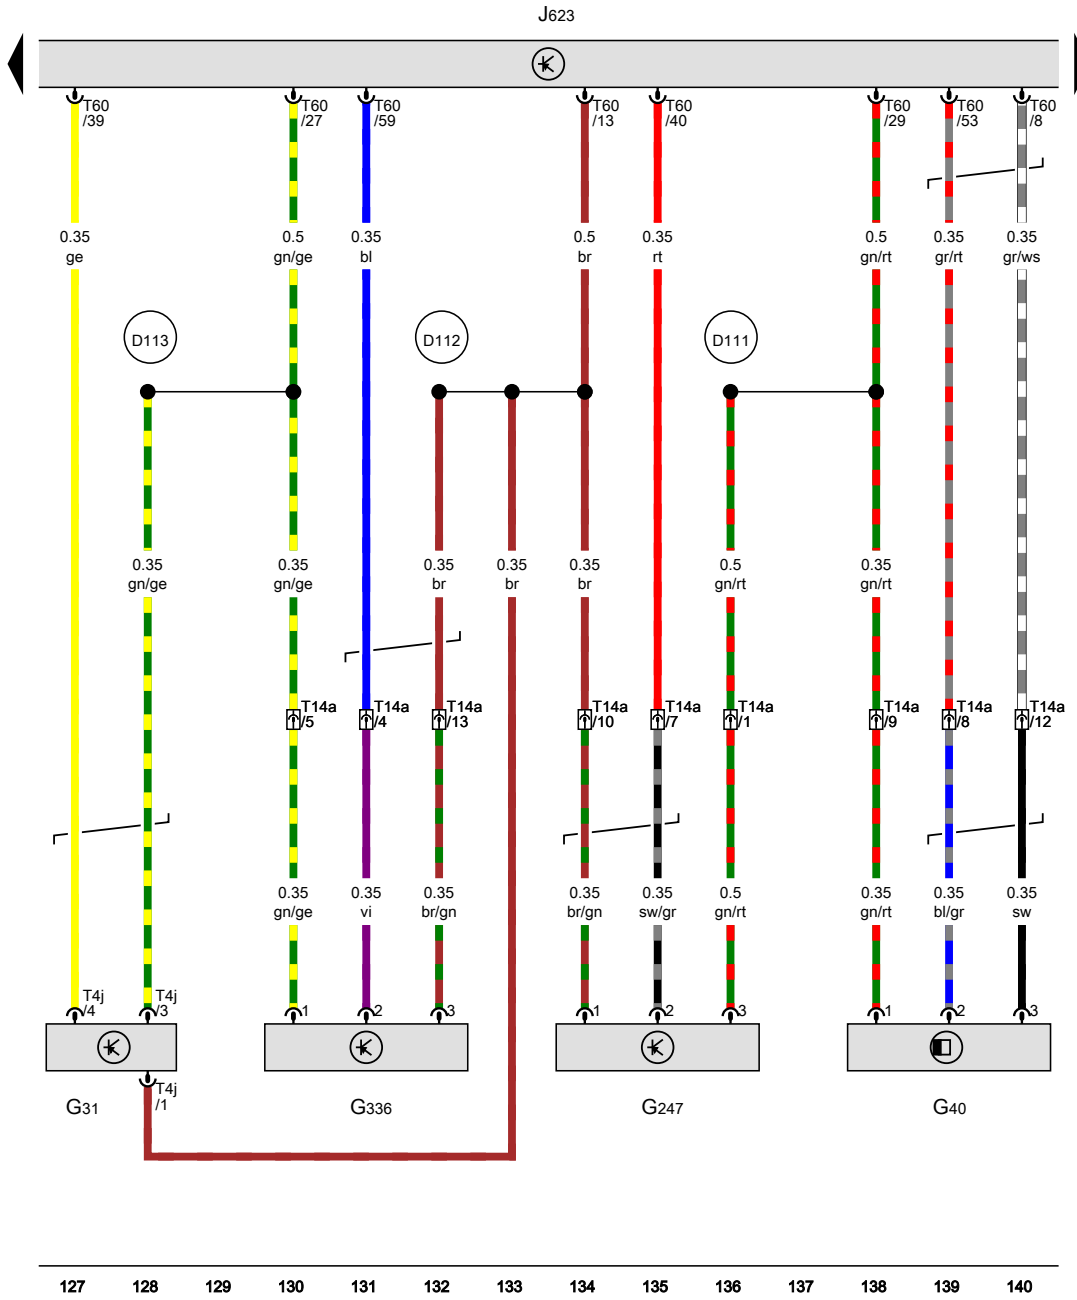 J623
T60 T60 T60 T60 T60 T60 T60 T60
/39 /27 /59 /13 /40 /29 /53 /8
0.35 0.5 0.35 0.5 0.35 0.5 0.35 0.35
ge gn/ge bl br rt gn/rt gr/rt gr/ws
D113 D112 D111
0.35 0.35 0.35 0.35 0.35 0.5 0.35
gn/ge gn/ge br br br gn/rt gn/rt
T14a T14a T14a T14a T14a T14a T14a T14a T14a
/5 /4 /13 /10 /7 /1 /9 /8 /12
0.35 0.35 0.35 0.35 0.35 0.5 0.35 0.35 0.35
gn/ge vi br/gn br/gn sw/gr gn/rt gn/rt bl/gr sw
T4j T4j
/4 /3 1 2 3 1 2 3 1 2 3
T4j
/1
G31 G336 G247 G40
127 128 129 130 131 132 133 134 135 136 137 138 139 140